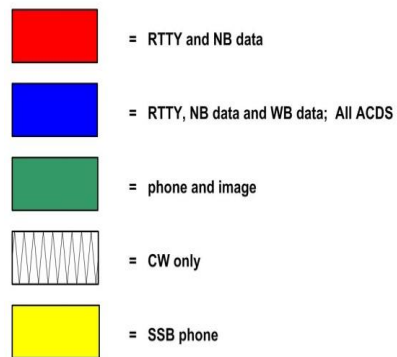 = RTTY and NB data
= RTTY, NB data and WB data; All ACDS
= phone and image
= CW only
= SSB phone